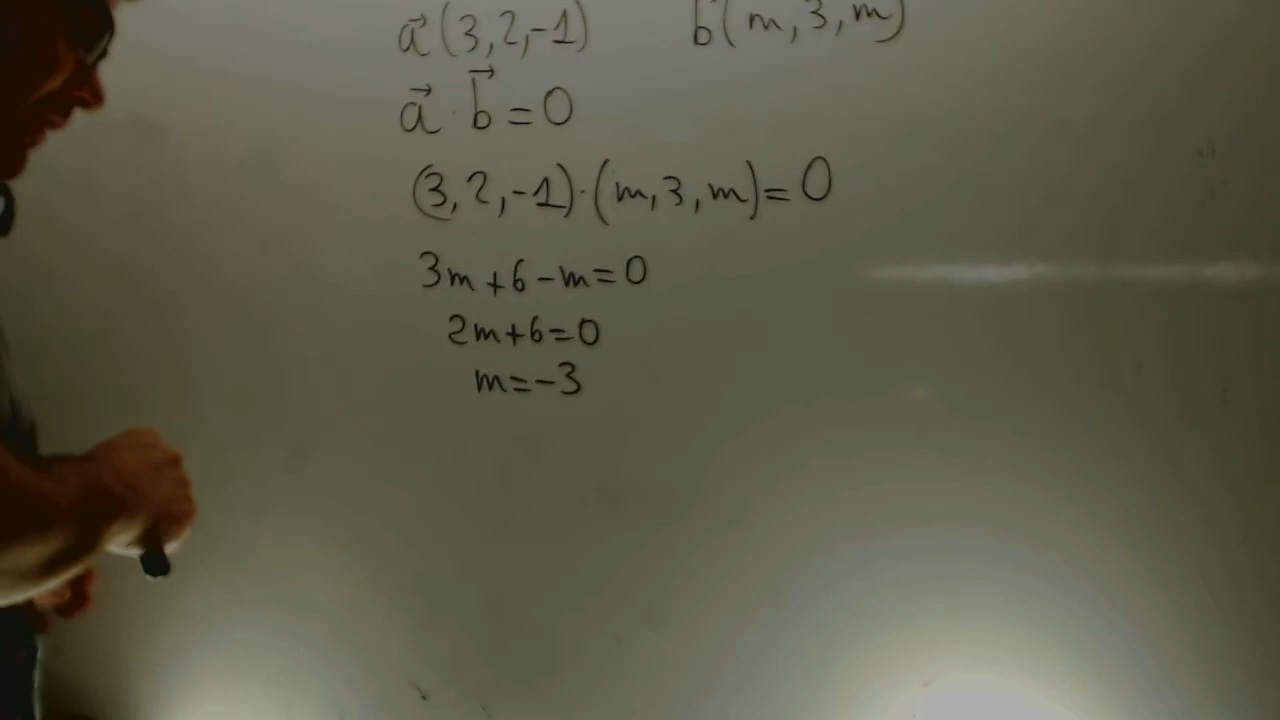 a⃗(3,2,-1) b⃗(m,3,m)
a⃗·b⃗=0
(3,2,-1)·(m,3,m)=0
3m+6-m=0
2m+6=0
m=-3